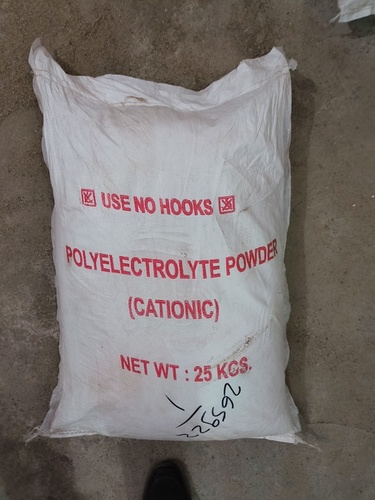 USE NO HOOKS
POLYELECTROLYTE POWDER
(CATIONIC)
NET WT : 25 KGS.